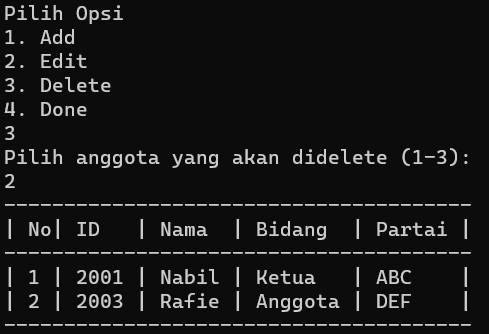 Pilih Opsi
1. Add
2. Edit
3. Delete
4. Done
3
Pilih anggota yang akan didelete (1-3):
2
---------------------------------------
| No| ID   | Nama  | Bidang  | Partai |
---------------------------------------
| 1 | 2001 | Nabil | Ketua   | ABC    |
| 2 | 2003 | Rafie | Anggota | DEF    |
---------------------------------------